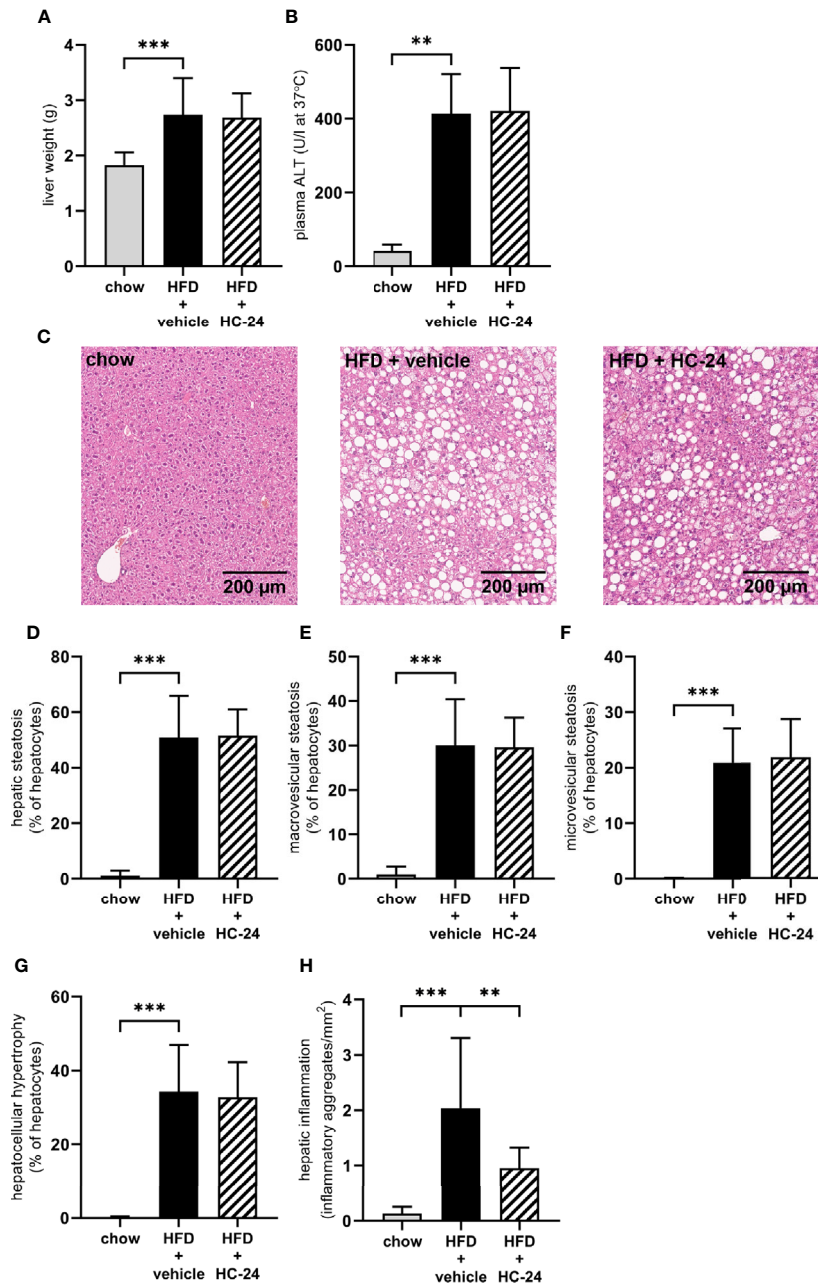 A
***
liver weight (g)
4
3
2
1
0
chow
HFD
+
vehicle
HFD
+
HC-24
B
**
plasma ALT (U/l at 37°C)
600
400
200
0
chow
HFD
+
vehicle
HFD
+
HC-24
C
chow
200 µm
HFD + vehicle
200 µm
HFD + HC-24
200 µm
D
***
hepatic steatosis
(% of hepatocytes)
80
60
40
20
0
chow
HFD
+
vehicle
HFD
+
HC-24
E
***
macrovesicular steatosis
(% of hepatocytes)
50
40
30
20
10
0
chow
HFD
+
vehicle
HFD
+
HC-24
F
***
microvesicular steatosis
(% of hepatocytes)
50
40
30
20
10
0
chow
HFD
+
vehicle
HFD
+
HC-24
G
***
hepatocellular hypertrophy
(% of hepatocytes)
60
40
20
0
chow
HFD
+
vehicle
HFD
+
HC-24
H
***
**
hepatic inflammation
(inflammatory aggregates/mm²)
4
3
2
1
0
chow
HFD
+
vehicle
HFD
+
HC-24